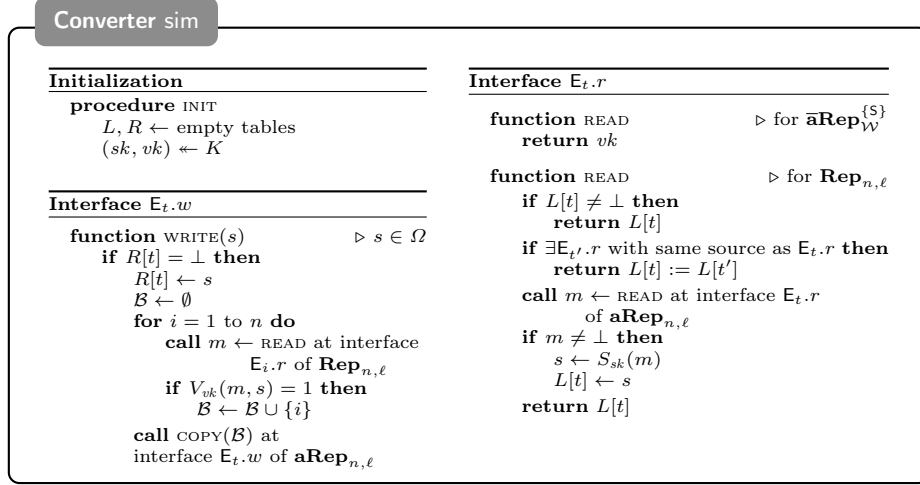 Converter sim
Initialization
procedure INIT
L, R ← empty tables
(sk, vk) ↞ K
Interface E_t.w
function WRITE(s) ▷ s ∈ Ω
if R[t] = ⊥ then
R[t] ← s
𝓑 ← ∅
for i = 1 to n do
call m ← READ at interface
E_i.r of Rep_{n,ℓ}
if V_{vk}(m, s) = 1 then
𝓑 ← 𝓑 ∪ {i}
call COPY(𝓑) at
interface E_t.w of aRep_{n,ℓ}
Interface E_t.r
function READ ▷ for a̅Rep_𝒲^{{S}}
return vk
function READ ▷ for Rep_{n,ℓ}
if L[t] ≠ ⊥ then
return L[t]
if ∃E_{t′}.r with same source as E_t.r then
return L[t] := L[t′]
call m ← READ at interface E_t.r
of aRep_{n,ℓ}
if m ≠ ⊥ then
s ← S_{sk}(m)
L[t] ← s
return L[t]